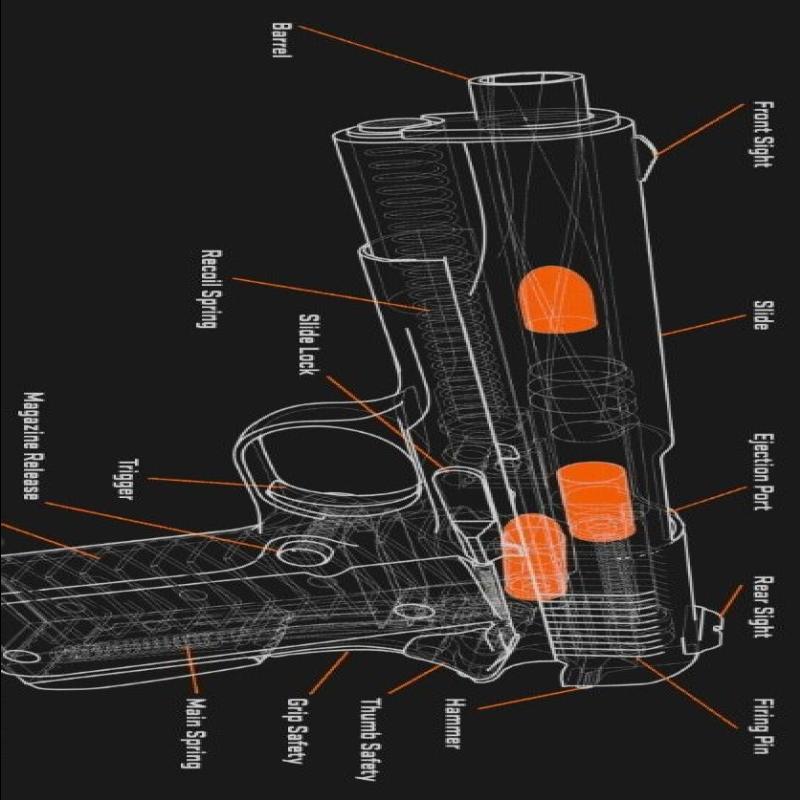 Front Sight
Slide
Ejection Port
Rear Sight
Firing Pin
Barrel
Recoil Spring
Slide Lock
Magazine Release
Trigger
Main Spring
Grip Safety
Thumb Safety
Hammer